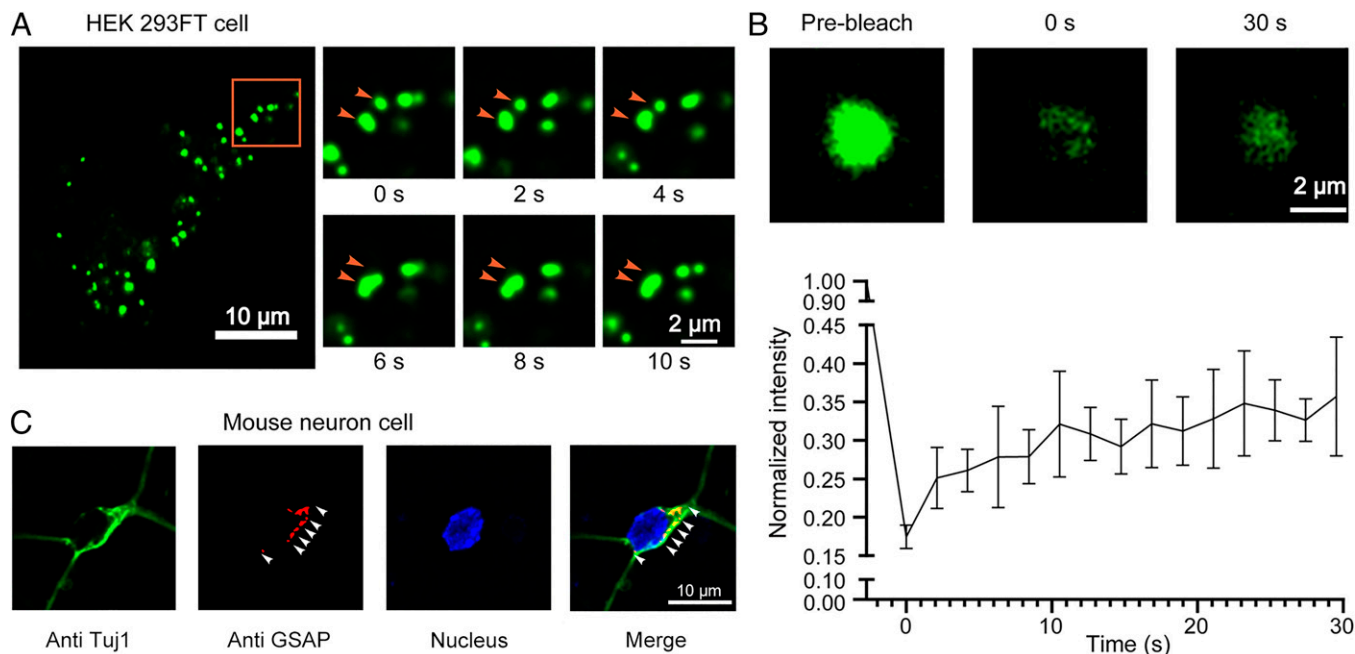 A
HEK 293FT cell
10 µm
0 s
2 s
4 s
6 s
8 s
10 s
2 µm
B
Pre-bleach
0 s
30 s
2 µm
Normalized intensity
1.00
0.90
0.45
0.40
0.35
0.30
0.25
0.20
0.15
0.10
0.00
0
10
20
30
Time (s)
C
Mouse neuron cell
10 µm
Anti Tuj1
Anti GSAP
Nucleus
Merge